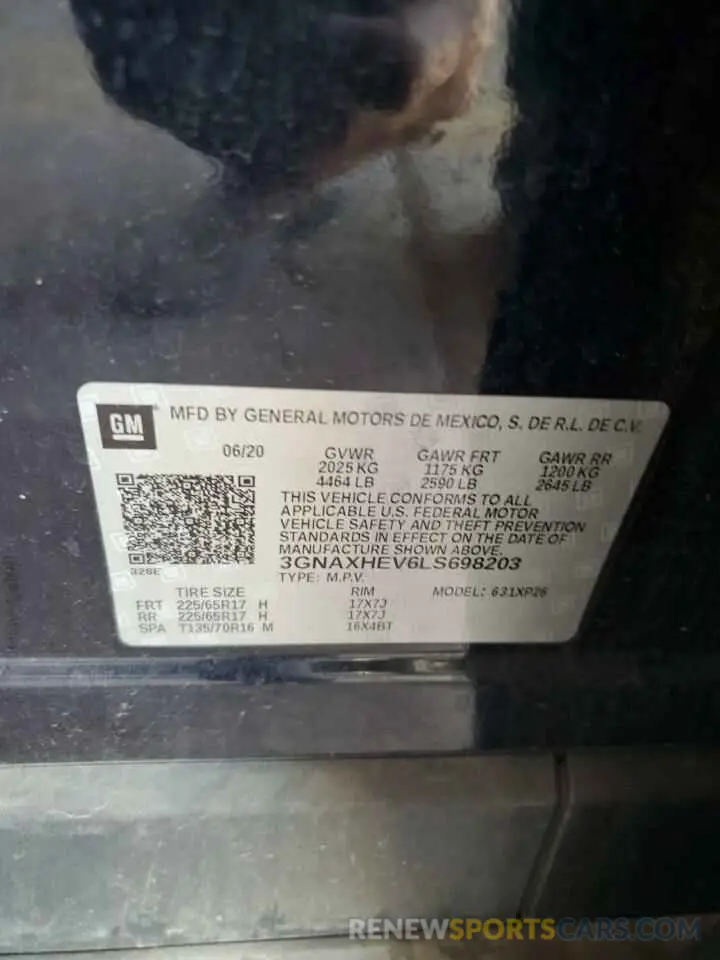 GM MFD BY GENERAL MOTORS DE MEXICO, S. DE R.L. DE C.V.
06/20 GVWR GAWR FRT GAWR RR
2025 KG 1175 KG 1200 KG
4464 LB 2590 LB 2645 LB
THIS VEHICLE CONFORMS TO ALL
APPLICABLE U.S. FEDERAL MOTOR
VEHICLE SAFETY AND THEFT PREVENTION
STANDARDS IN EFFECT ON THE DATE OF
MANUFACTURE SHOWN ABOVE.
3GNAXHEV6LS698203
328E TYPE: M.P.V.
TIRE SIZE RIM MODEL: 631XP26
FRT 225/65R17 H 17X7J
RR 225/65R17 H 17X7J
SPA T135/70R16 M 16X4BT
RENEWSPORTSCARS.COM